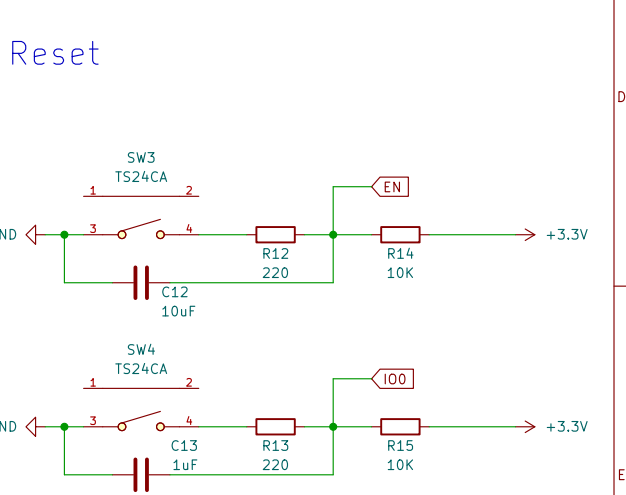 Reset
D
SW3
TS24CA
1 2
EN
ND 3 4 +3.3V
R12 R14
220 10K
C12
10uF
SW4
TS24CA
1 2
IO0
ND 3 4 +3.3V
C13 R13 R15
1uF 220 10K
E